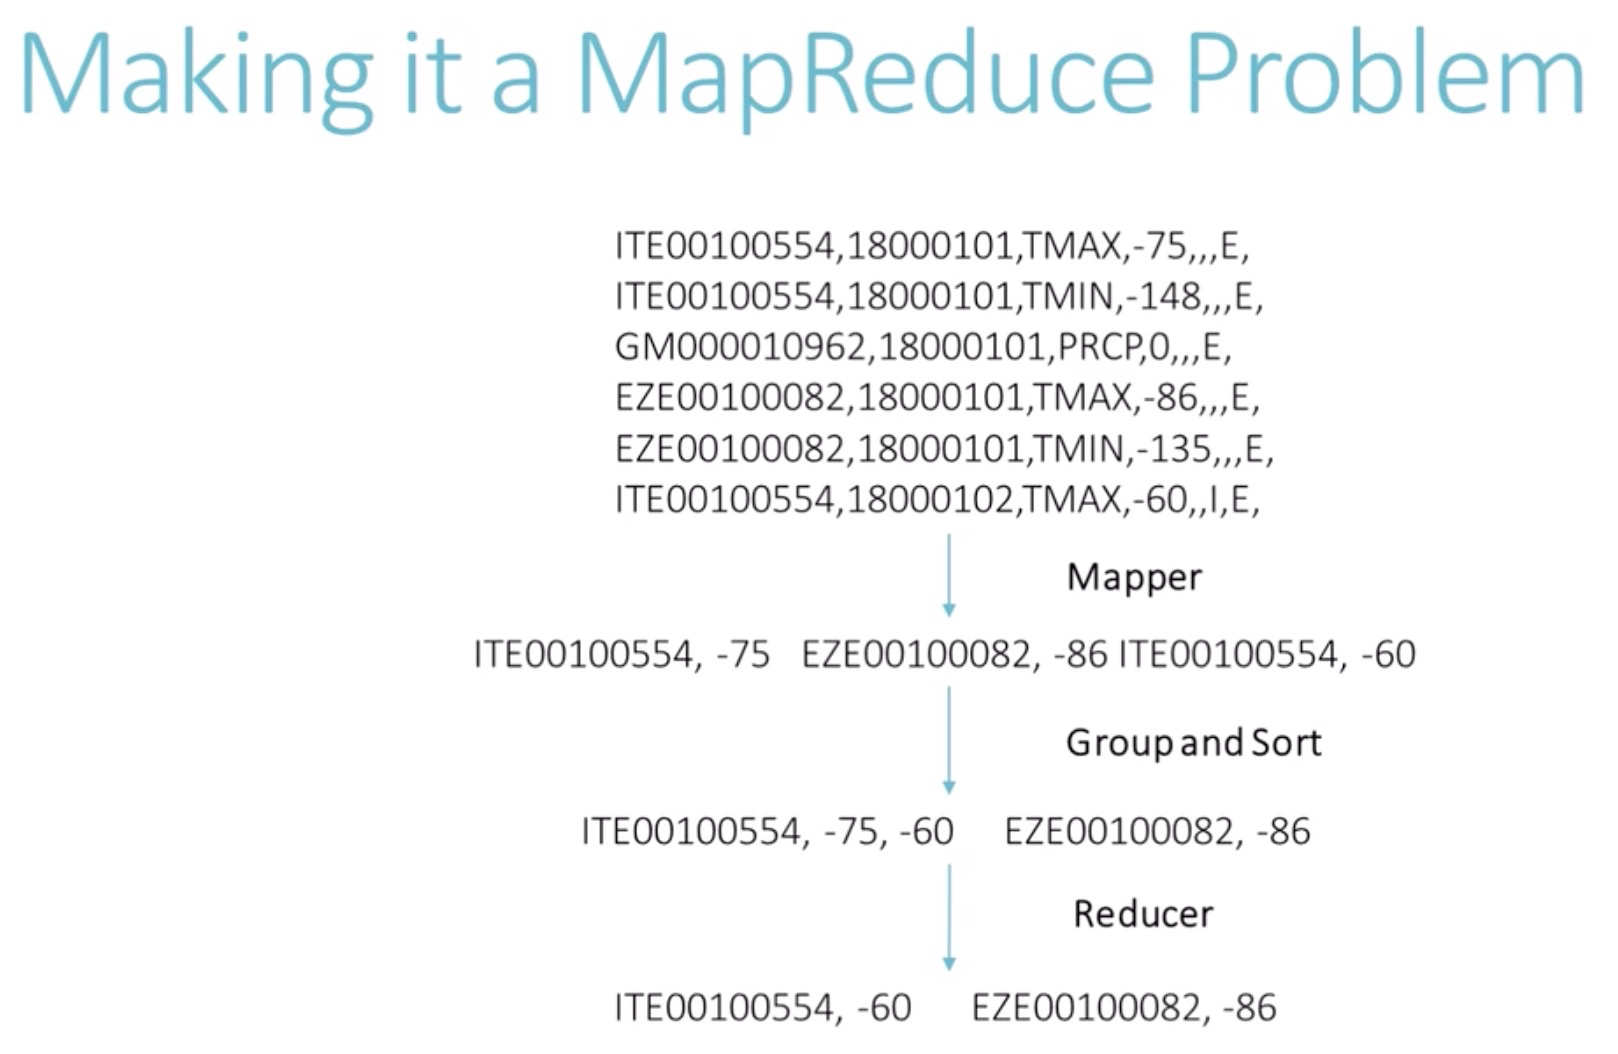 Making it a MapReduce Problem
ITE00100554,18000101,TMAX,-75,,,E,
ITE00100554,18000101,TMIN,-148,,,E,
GM000010962,18000101,PRCP,0,,,E,
EZE00100082,18000101,TMAX,-86,,,E,
EZE00100082,18000101,TMIN,-135,,,E,
ITE00100554,18000102,TMAX,-60,,I,E,
Mapper
ITE00100554, -75 EZE00100082, -86 ITE00100554, -60
Group and Sort
ITE00100554, -75, -60 EZE00100082, -86
Reducer
ITE00100554, -60 EZE00100082, -86